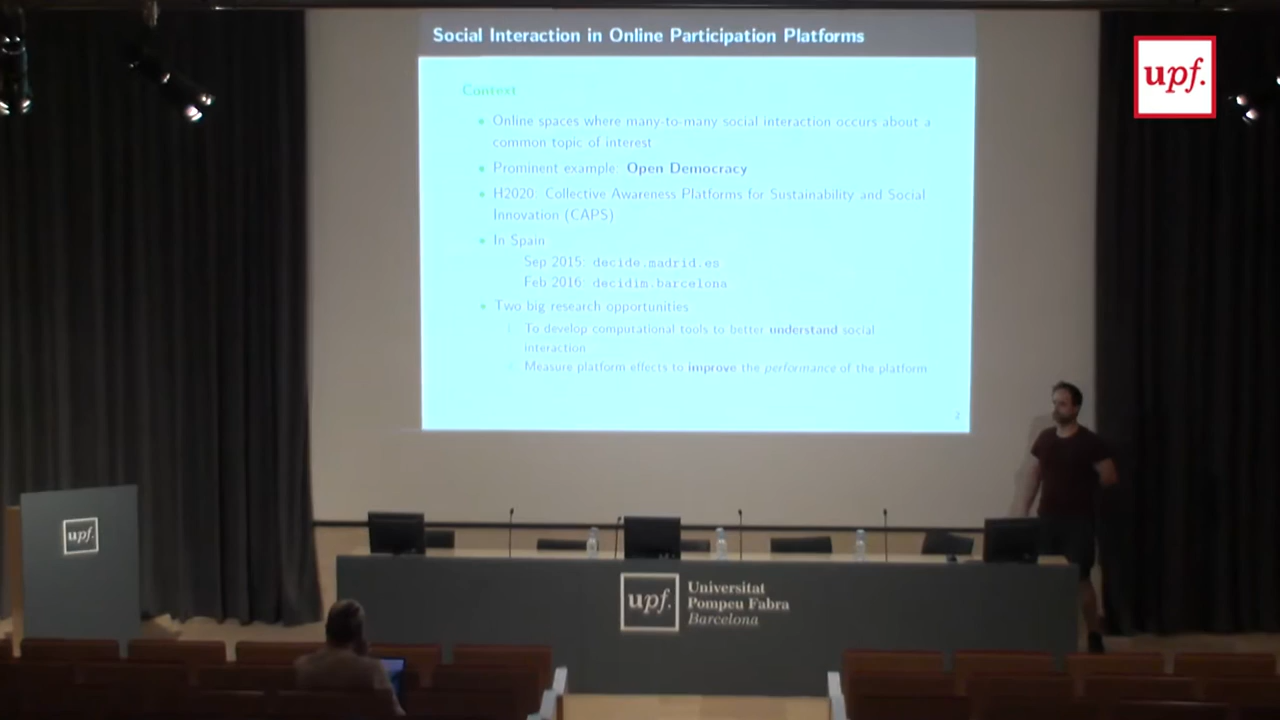 Social Interaction in Online Participation Platforms
upf.
Context
Online spaces where many-to-many social interaction occurs about a
common topic of interest
Prominent example: Open Democracy
H2020: Collective Awareness Platforms for Sustainability and Social
Innovation (CAPS)
In Spain
Sep 2015: decide.madrid.es
Feb 2016: decidim.barcelona
Two big research opportunities
To develop computational tools to better understand social
interaction
Measure platform effects to improve the performance of the platform
2
upf.
upf.
Universitat
Pompeu Fabra
Barcelona